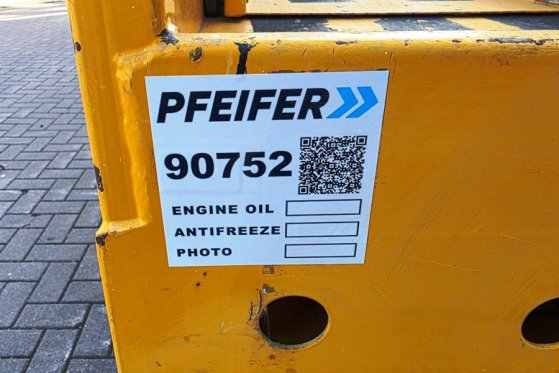 PFEIFER
90752
ENGINE OIL
ANTIFREEZE
PHOTO